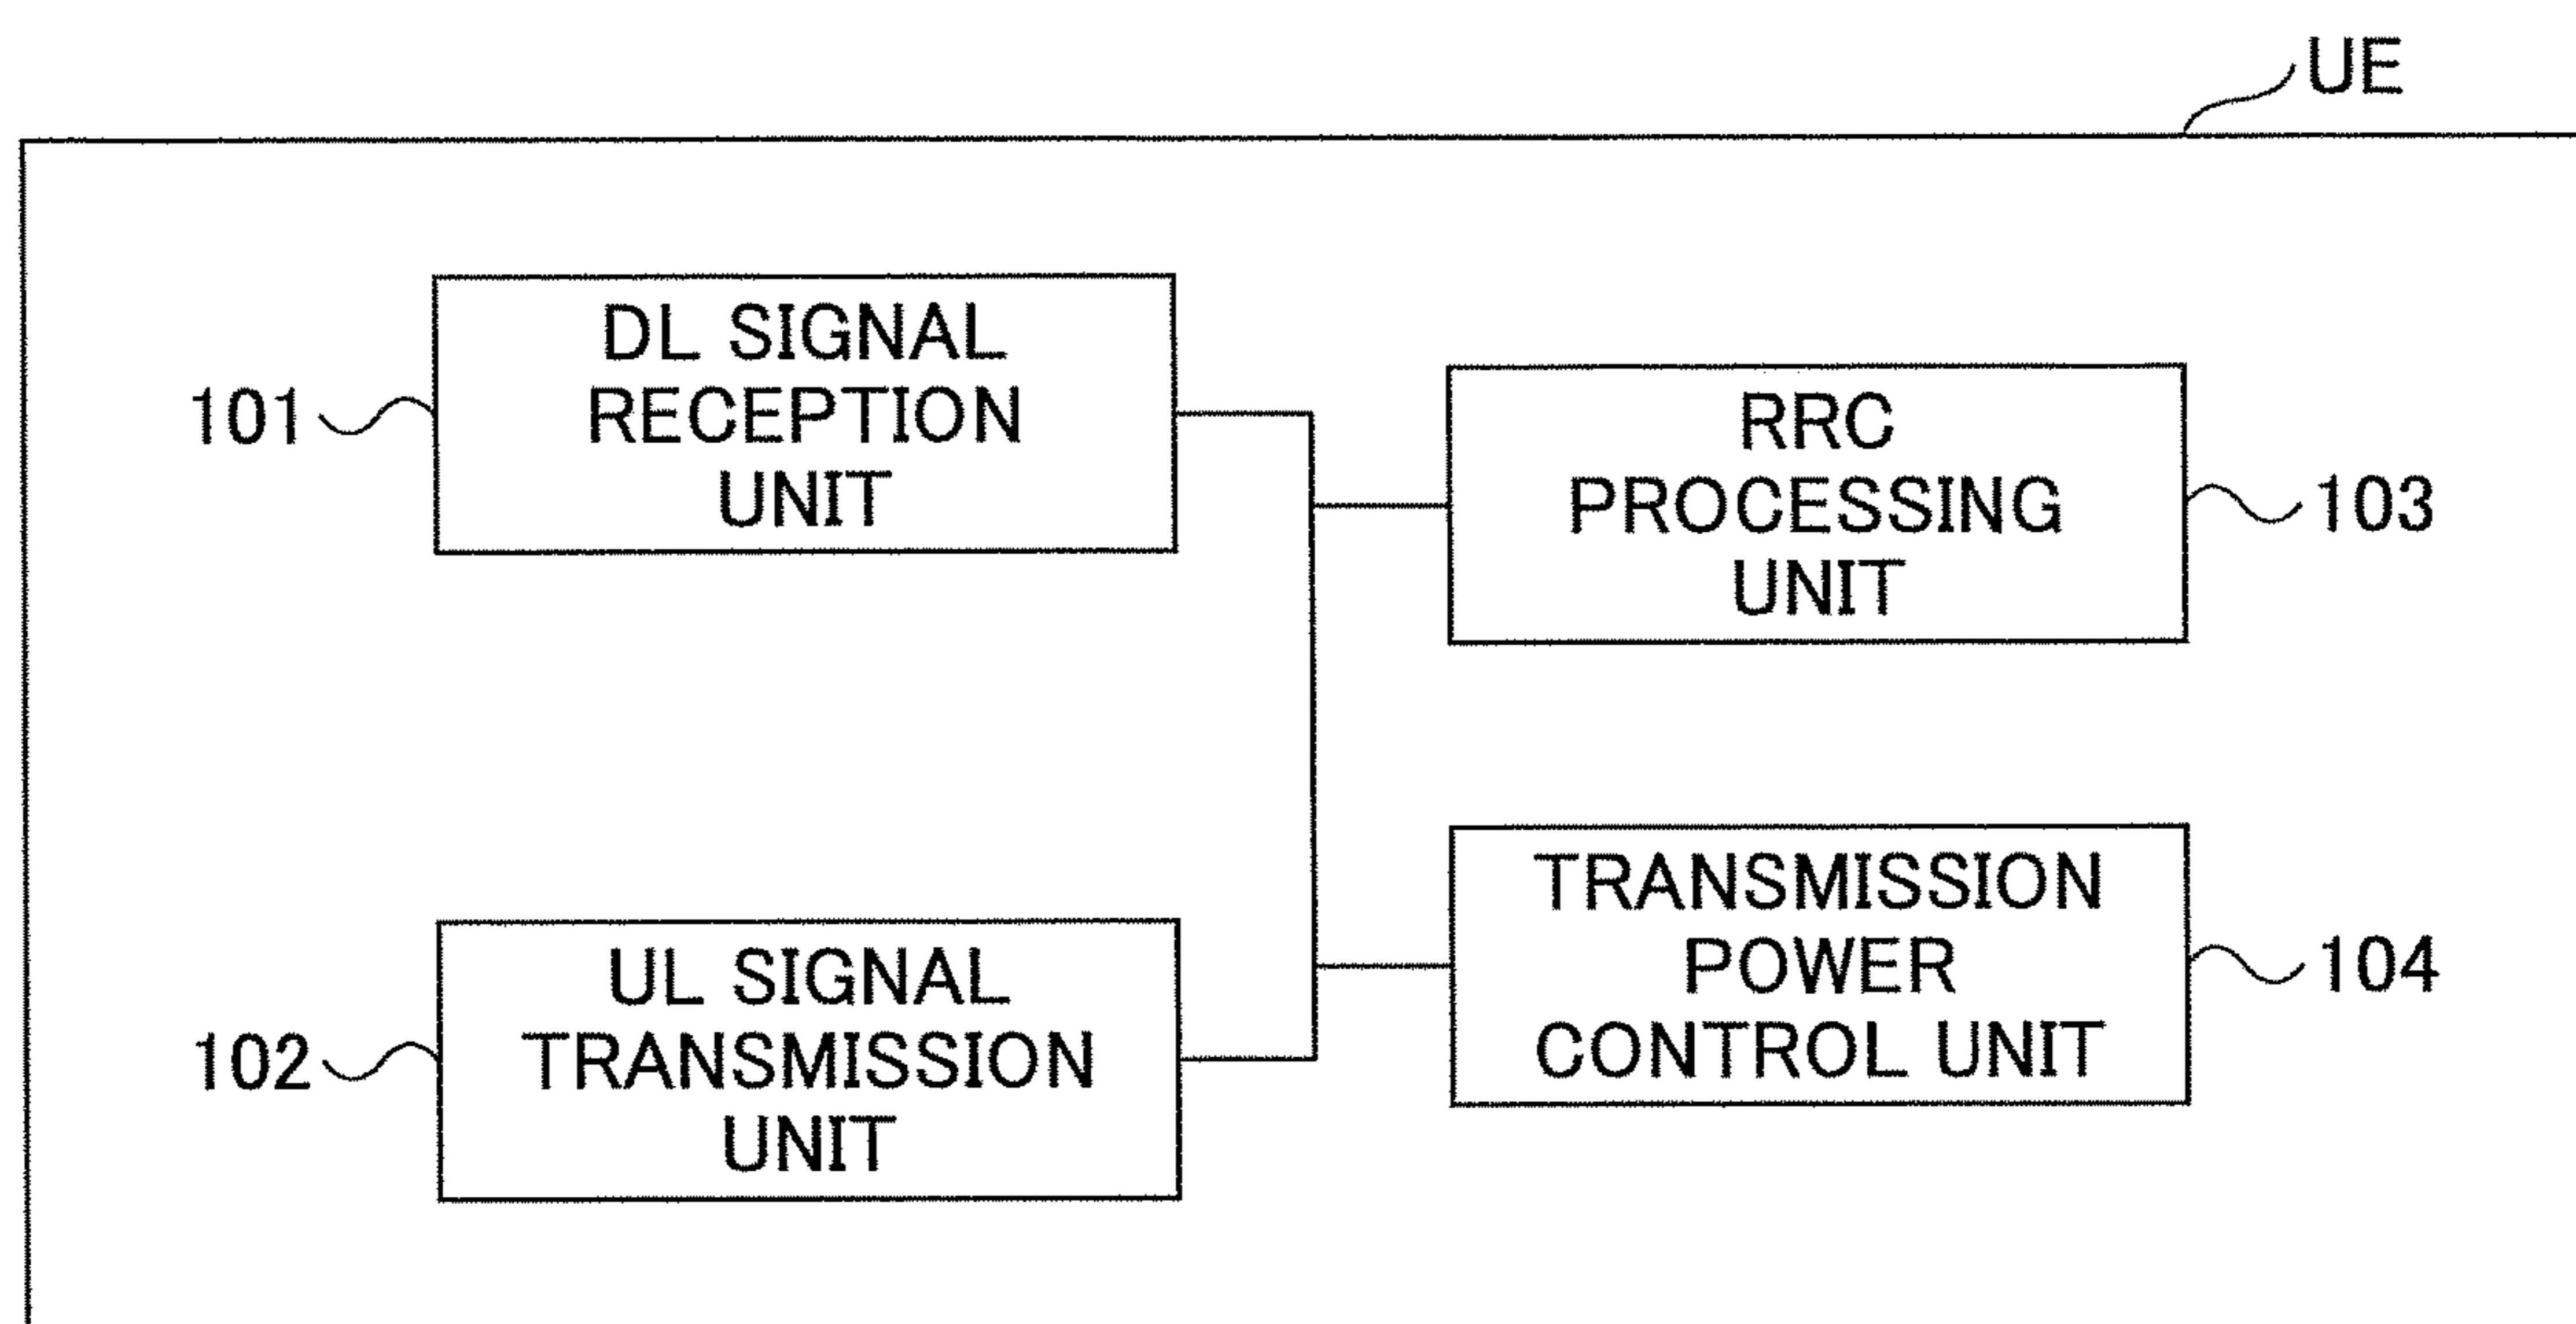 UE
DL SIGNAL
RECEPTION
UNIT
101
RRC
PROCESSING
UNIT
103
UL SIGNAL
TRANSMISSION
UNIT
102
TRANSMISSION
POWER
CONTROL UNIT
104